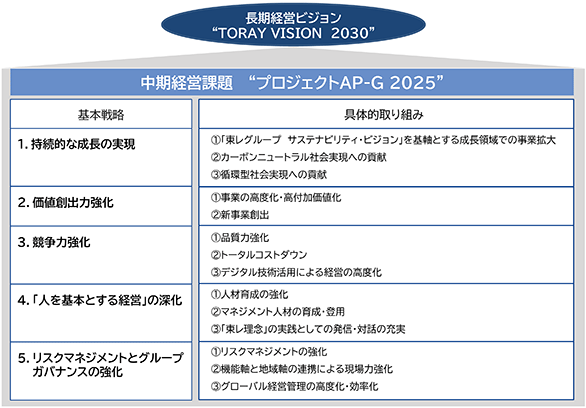 長期経営ビジョン
“TORAY VISION 2030”
中期経営課題 “プロジェクトAP-G 2025”
基本戦略
具体的取り組み
1. 持続的な成長の実現
①「東レグループ サステナビリティ・ビジョン」を基軸とする成長領域での事業拡大
②カーボンニュートラル社会実現への貢献
③循環型社会実現への貢献
2. 価値創出力強化
①事業の高度化・高付加価値化
②新事業創出
3. 競争力強化
①品質力強化
②トータルコストダウン
③デジタル技術活用による経営の高度化
4.「人を基本とする経営」の深化
①人材育成の強化
②マネジメント人材の育成・登用
③「東レ理念」の実践としての発信・対話の充実
5. リスクマネジメントとグループ
ガバナンスの強化
①リスクマネジメントの強化
②機能軸と地域軸の連携による現場力強化
③グローバル経営管理の高度化・効率化